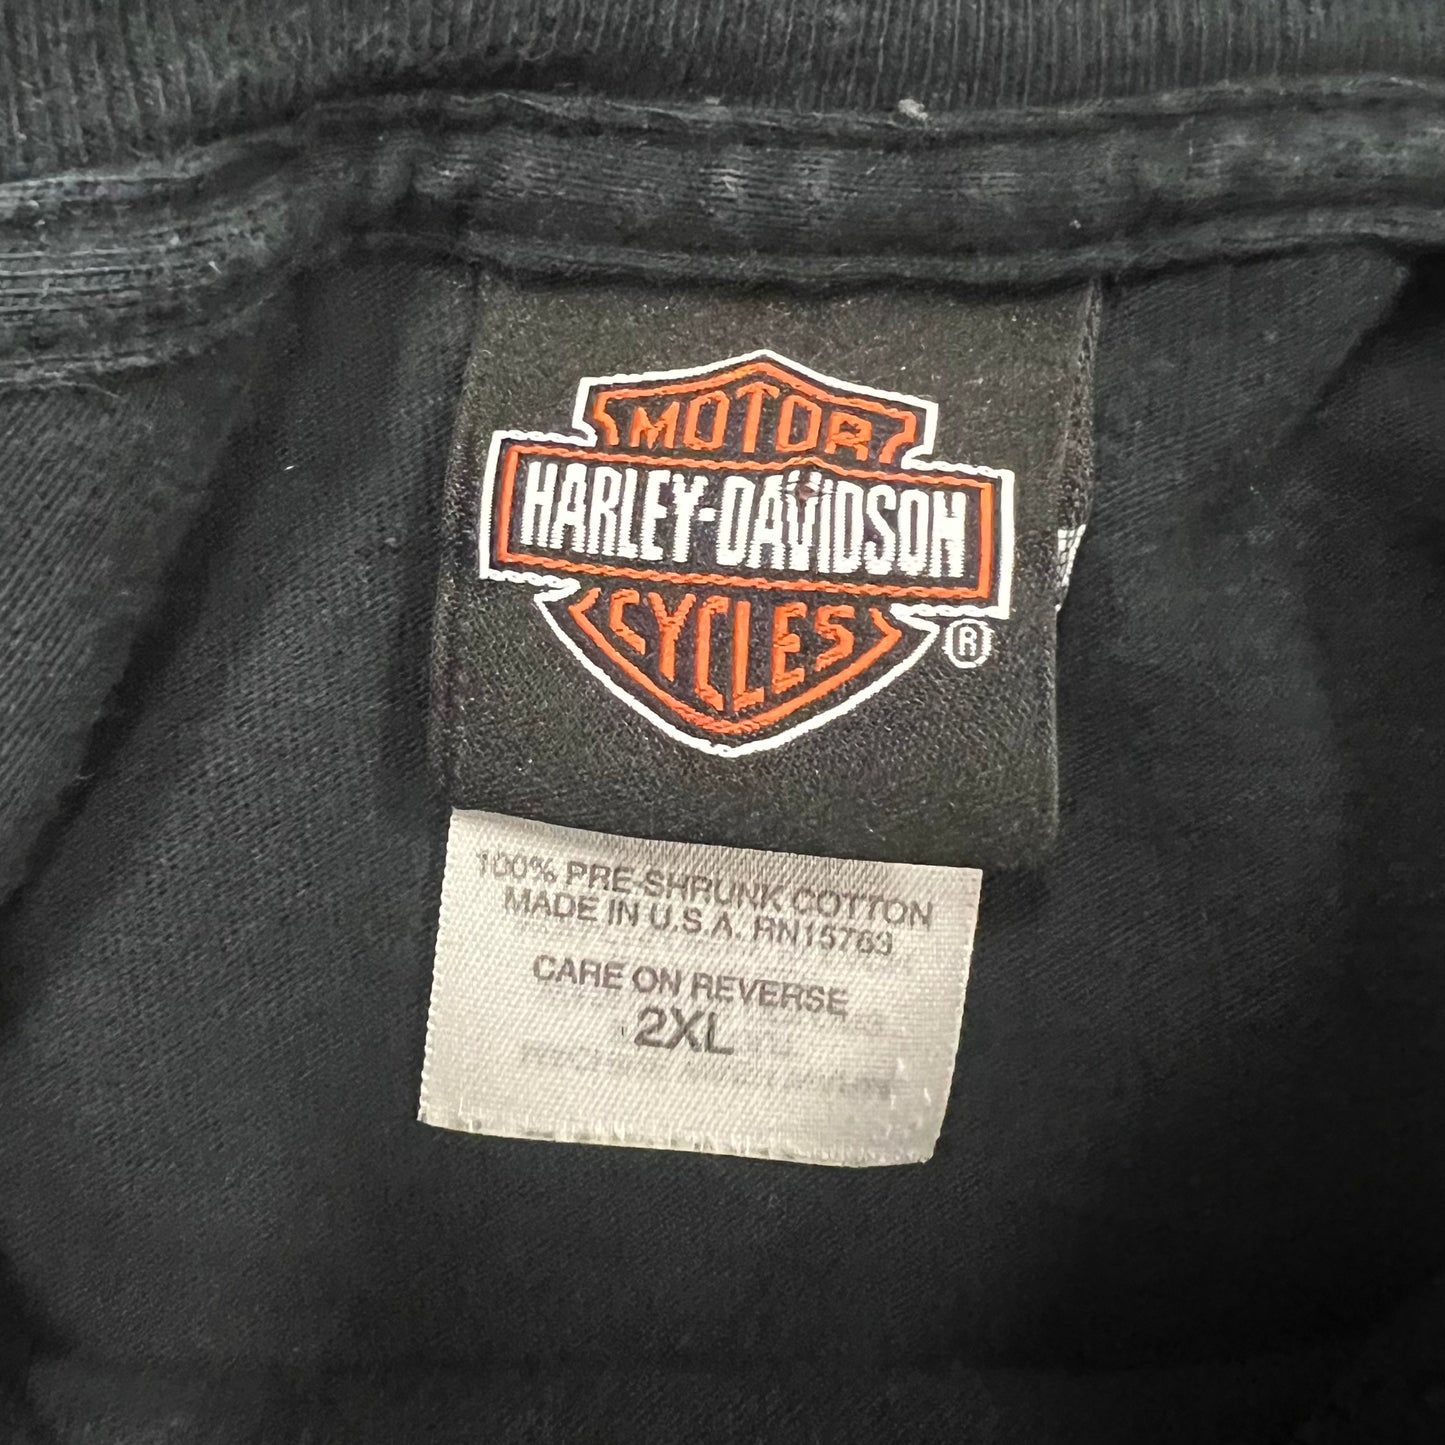 MOTOR
HARLEY-DAVIDSON
CYCLES
®
100% PRE-SHRUNK COTTON
MADE IN U.S.A. RN15763
CARE ON REVERSE
2XL